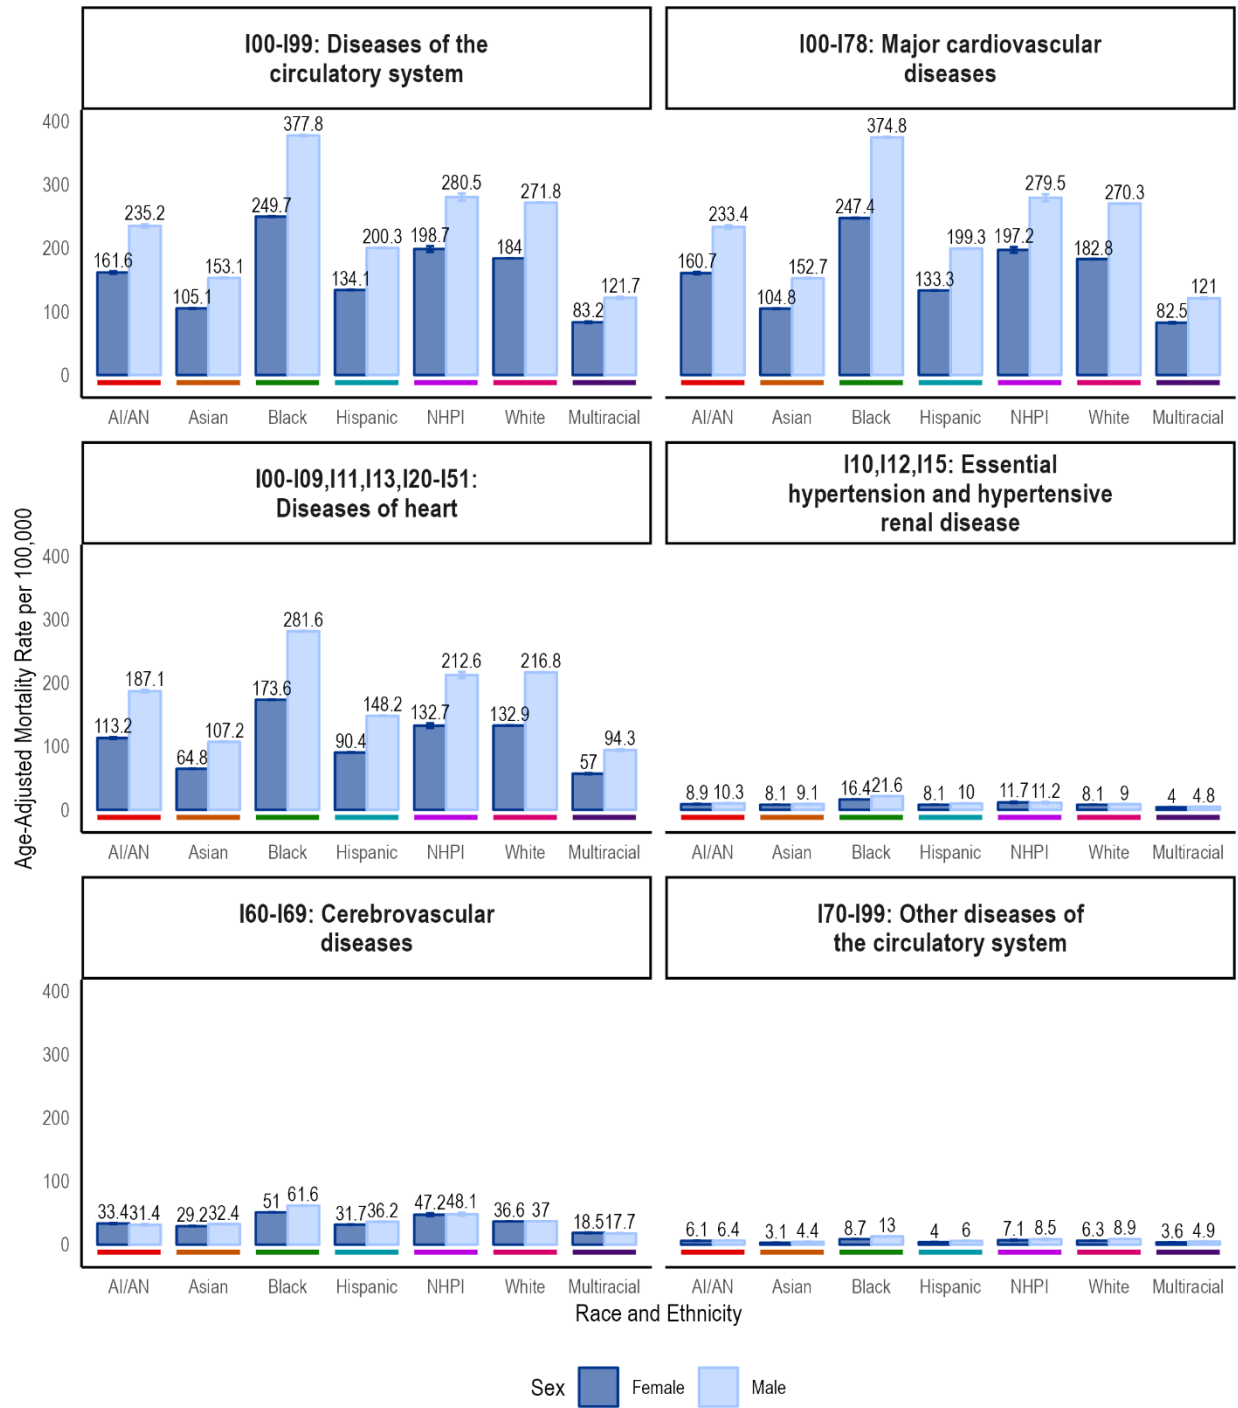 I00-I99: Diseases of the
circulatory system
I00-I78: Major cardiovascular
diseases
400
300
200
100
0
161.6 235.2 105.1 153.1 249.7 377.8 134.1 200.3 198.7 280.5 184 271.8 83.2 121.7
160.7 233.4 104.8 152.7 247.4 374.8 133.3 199.3 197.2 279.5 182.8 270.3 82.5 121
AI/AN Asian Black Hispanic NHPI White Multiracial
AI/AN Asian Black Hispanic NHPI White Multiracial
Age-Adjusted Mortality Rate per 100,000
I00-I09,I11,I13,I20-I51:
Diseases of heart
I10,I12,I15: Essential
hypertension and hypertensive
renal disease
400
300
200
100
0
113.2 187.1 64.8 107.2 173.6 281.6 90.4 148.2 132.7 212.6 132.9 216.8 57 94.3
8.9 10.3 8.1 9.1 16.4 21.6 8.1 10 11.7 11.2 8.1 9 4 4.8
AI/AN Asian Black Hispanic NHPI White Multiracial
AI/AN Asian Black Hispanic NHPI White Multiracial
I60-I69: Cerebrovascular
diseases
I70-I99: Other diseases of
the circulatory system
400
300
200
100
0
33.4 31.4 29.2 32.4 51 61.6 31.7 36.2 47.2 48.1 36.6 37 18.5 17.7
6.1 6.4 3.1 4.4 8.7 13 4 6 7.1 8.5 6.3 8.9 3.6 4.9
AI/AN Asian Black Hispanic NHPI White Multiracial
AI/AN Asian Black Hispanic NHPI White Multiracial
Race and Ethnicity
Sex Female Male